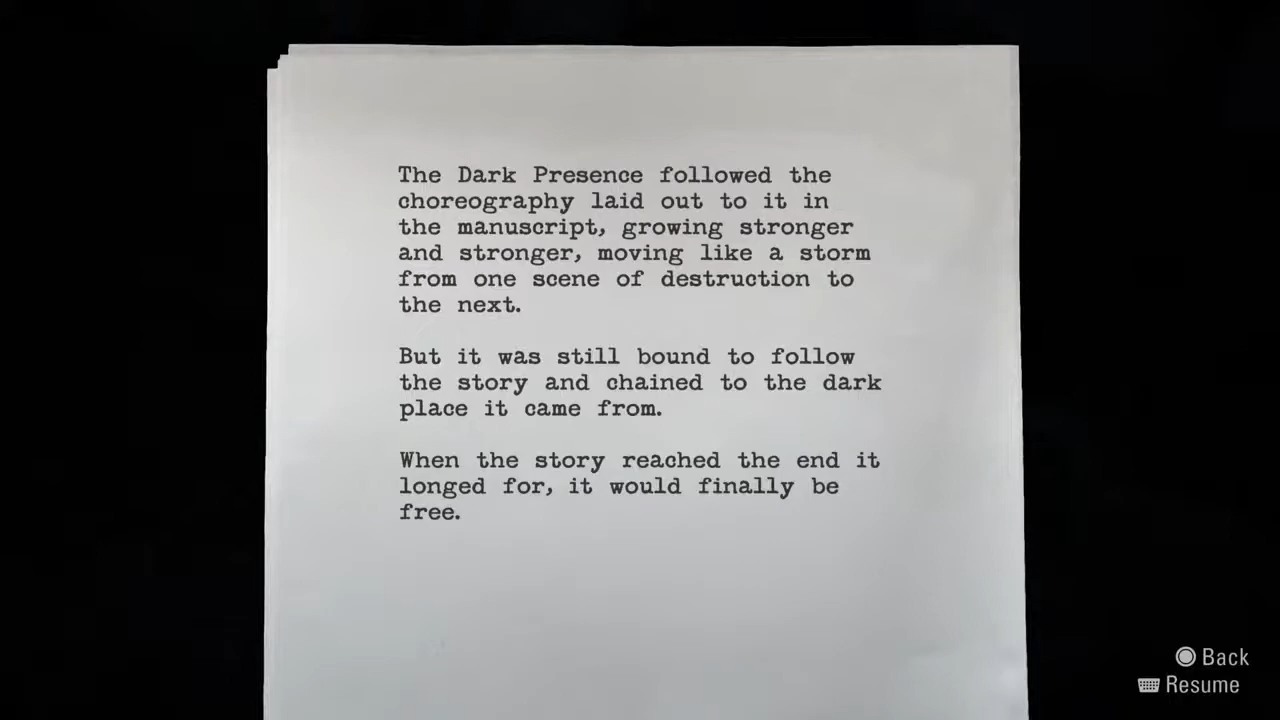 The Dark Presence followed the
choreography laid out to it in
the manuscript, growing stronger
and stronger, moving like a storm
from one scene of destruction to
the next.
But it was still bound to follow
the story and chained to the dark
place it came from.
When the story reached the end it
longed for, it would finally be
free.
Back
Resume